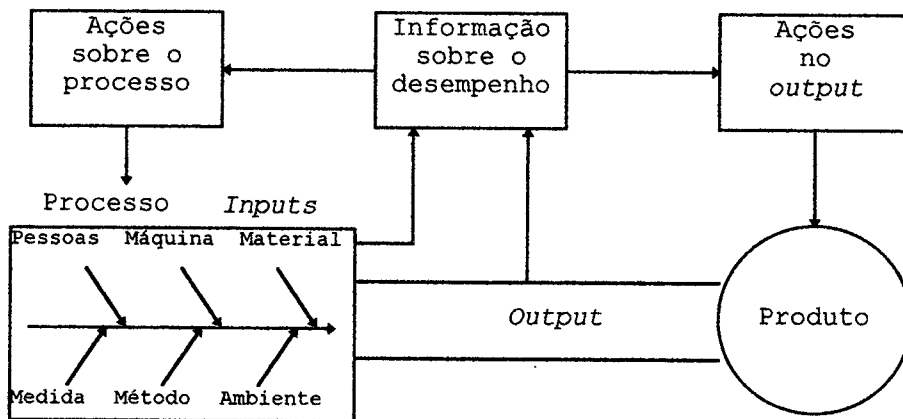 Ações
sobre o
processo
Informação
sobre o
desempenho
Ações
no
output
Processo Inputs
Pessoas Máquina Material
Medida Método Ambiente
Output
Produto